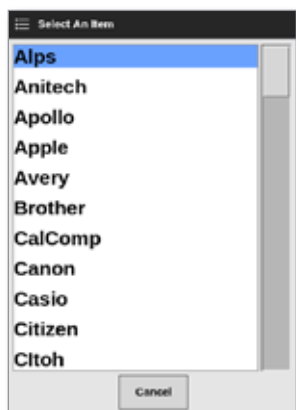 Select An Item
Alps
Anitech
Apollo
Apple
Avery
Brother
CalComp
Canon
Casio
Citizen
CItoh
Cancel